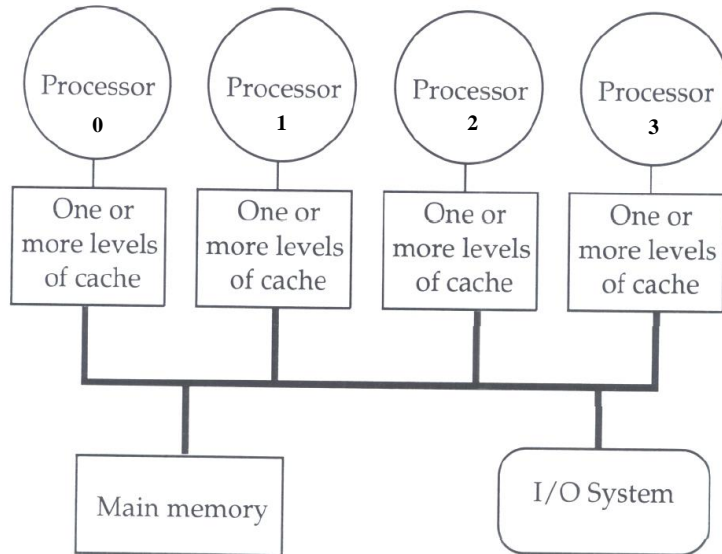 Processor
0
Processor
1
Processor
2
Processor
3
One or
more levels
of cache
One or
more levels
of cache
One or
more levels
of cache
One or
more levels
of cache
Main memory
I/O System